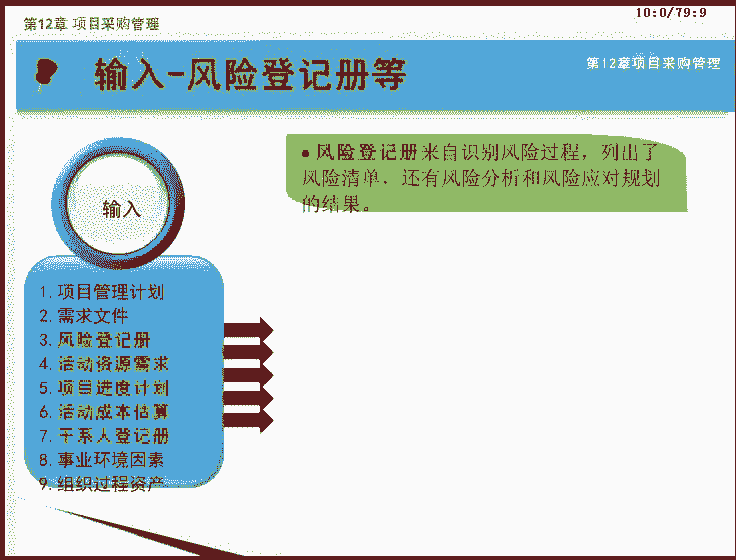 第12章 项目采购管理
10:0/79:9
输入-风险登记册等
第12章项目采购管理
输入
• 风险登记册来自识别风险过程，列出了
风险清单．还有风险分析和风险应对规划
的结果。
1. 项目管理计划
2. 需求文件
3. 风险登记册
4. 活动资源需求
5. 项目进度计划
6. 活动成本估算
7. 干系人登记册
8. 事业环境因素
9. 组织过程资产